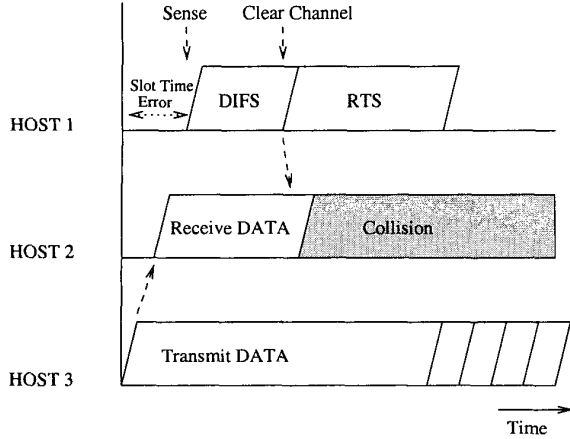 Sense
Clear Channel
Slot Time
Error
DIFS
RTS
HOST 1
Receive DATA
Collision
HOST 2
Transmit DATA
HOST 3
Time